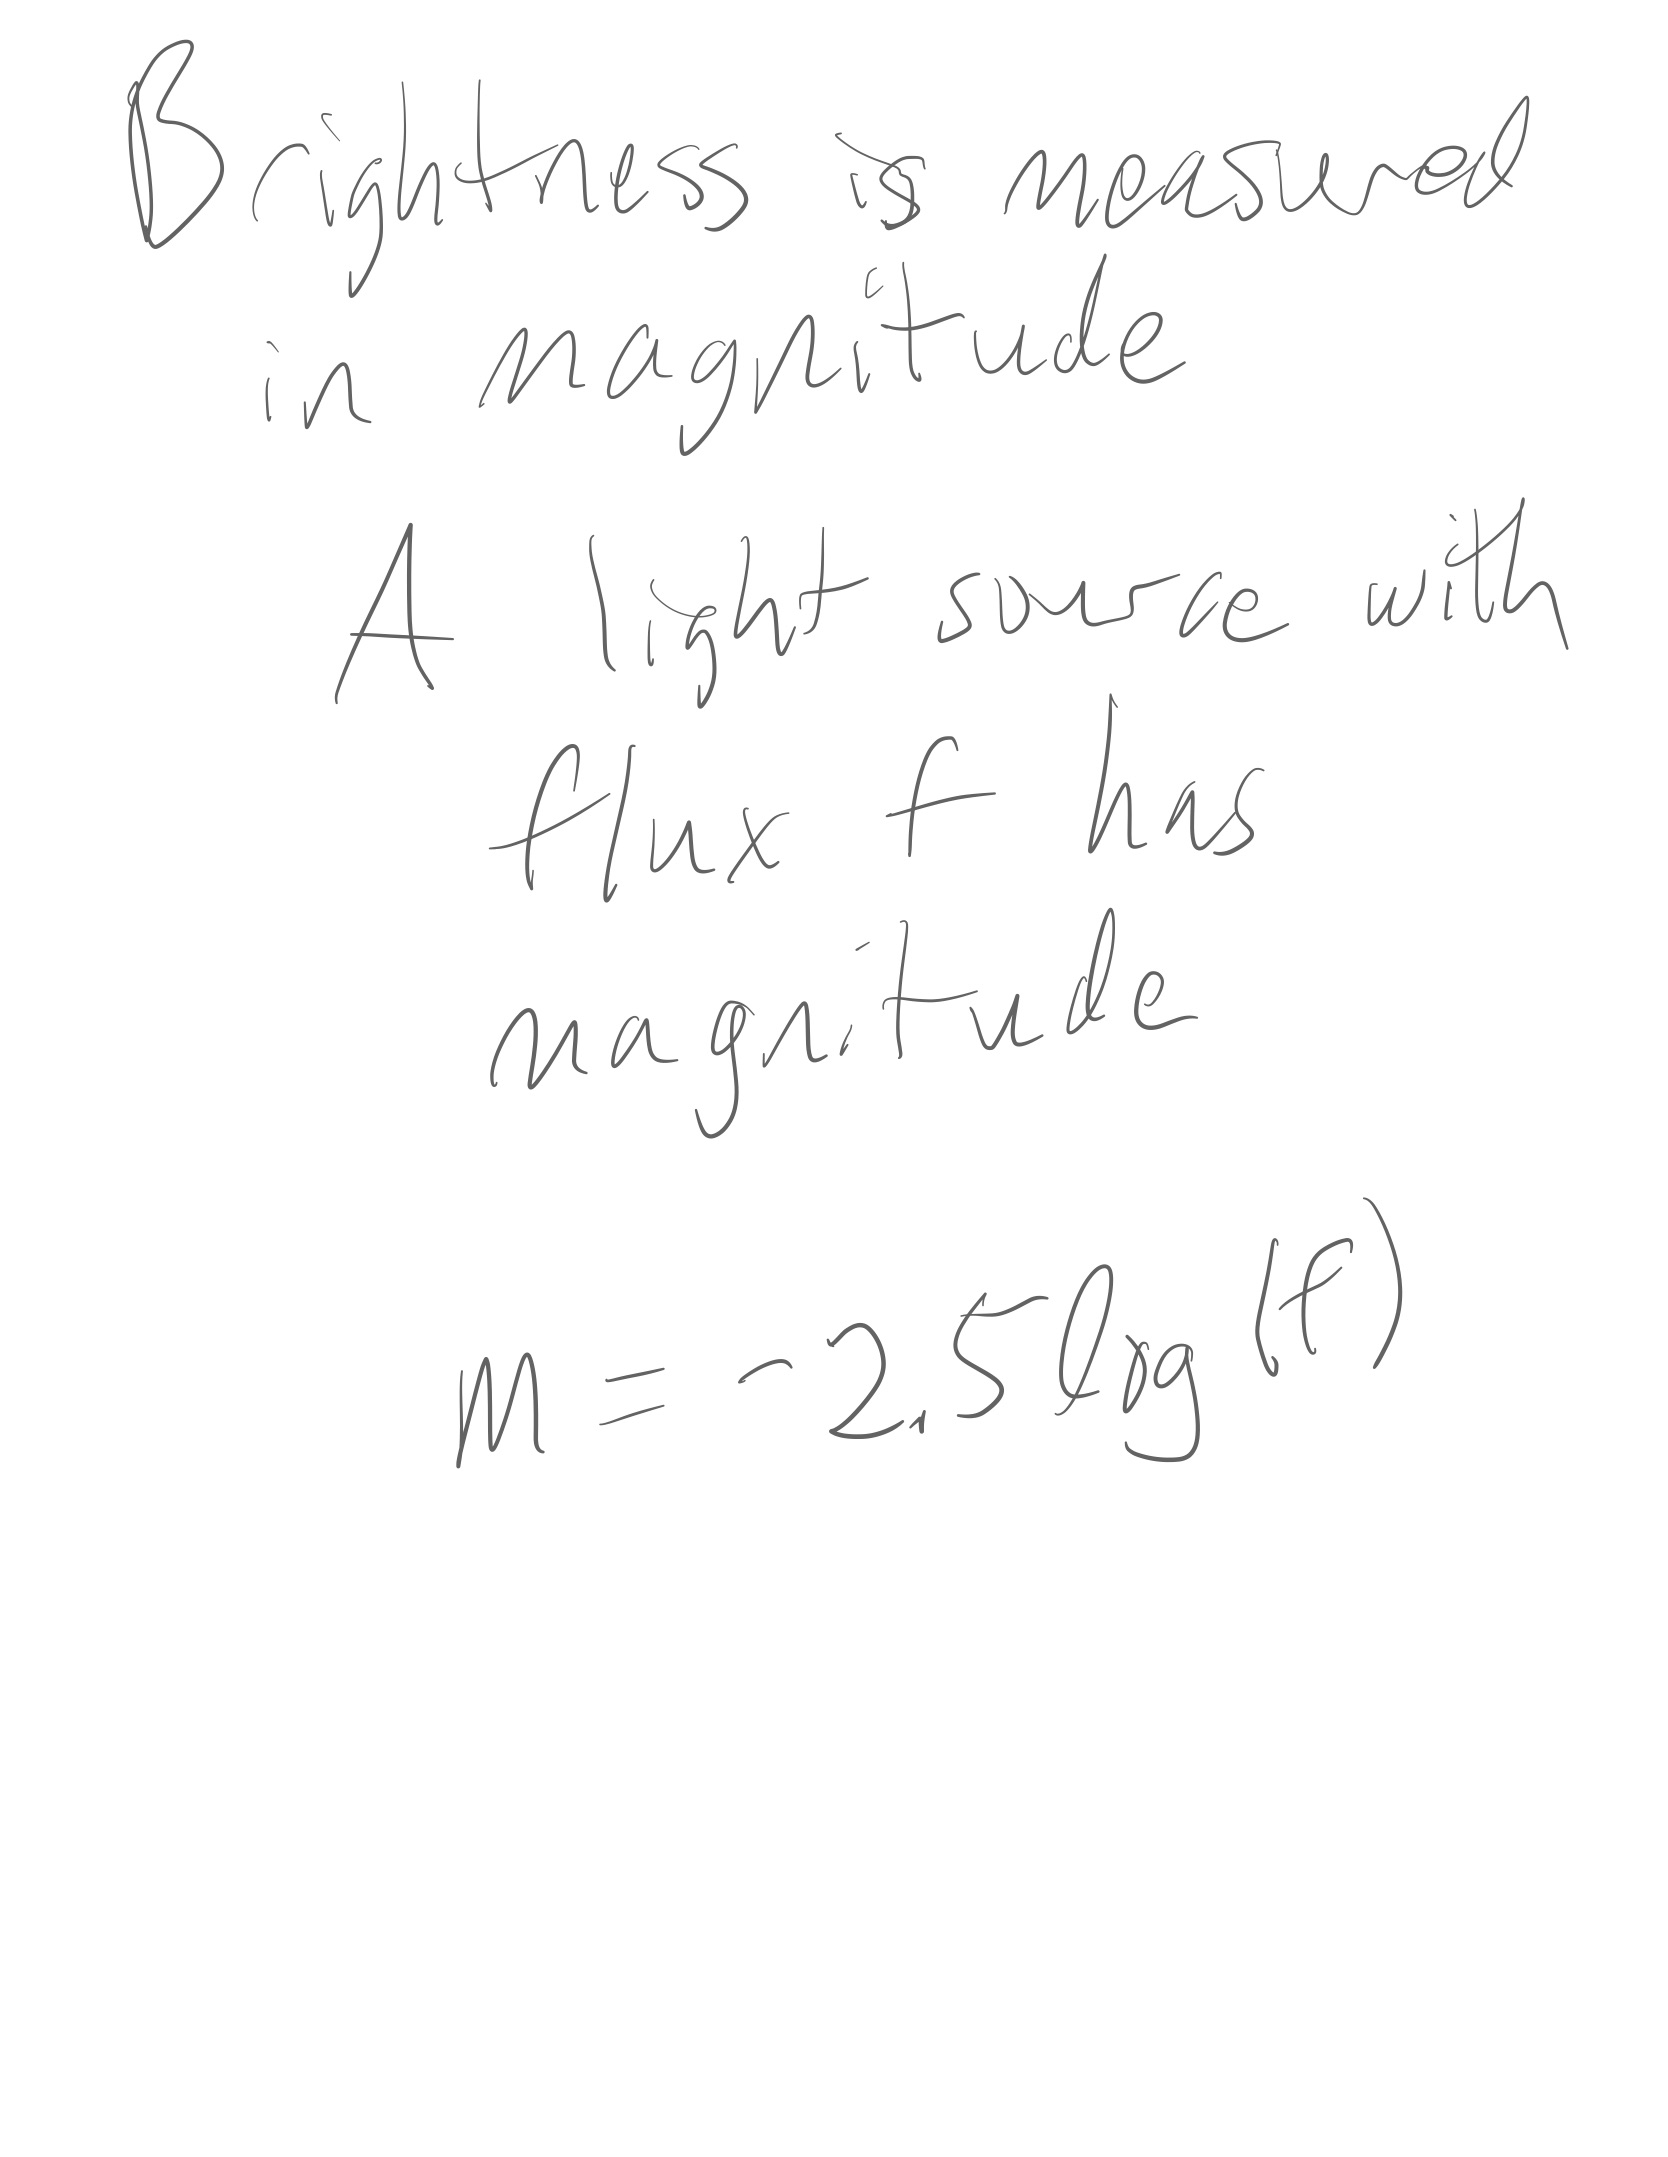 Brightness is measured
in magnitude
A light source with
flux f has
magnitude
m = -2.5 log (f)